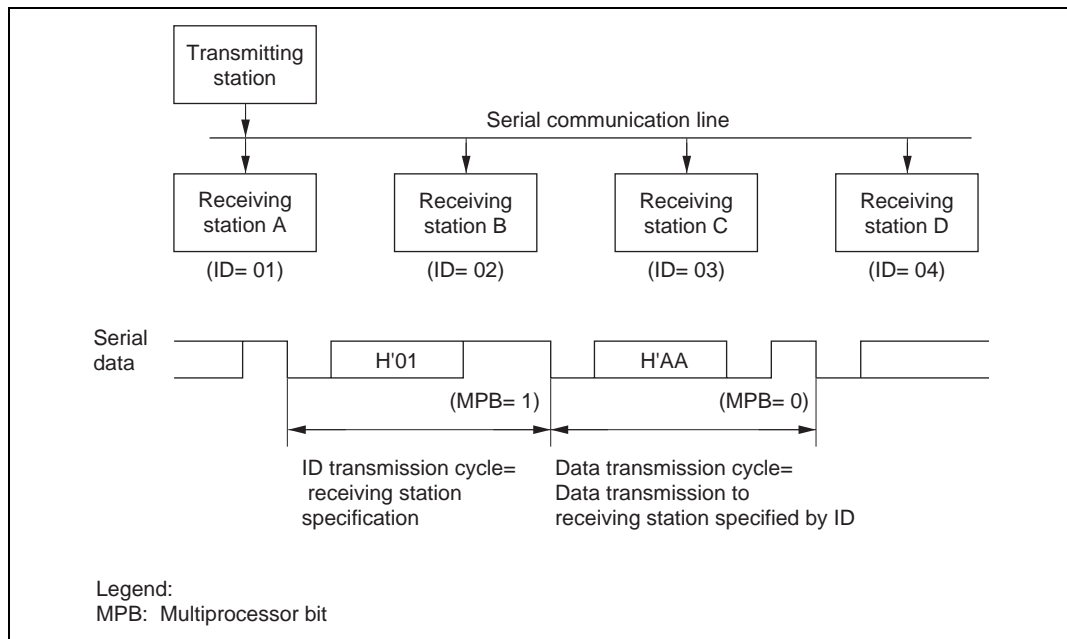 Transmitting
station
Serial communication line
Receiving
station A
Receiving
station B
Receiving
station C
Receiving
station D
(ID= 01)
(ID= 02)
(ID= 03)
(ID= 04)
Serial
data
H'01
H'AA
(MPB= 1)
(MPB= 0)
ID transmission cycle=
receiving station
specification
Data transmission cycle=
Data transmission to
receiving station specified by ID
Legend:
MPB: Multiprocessor bit